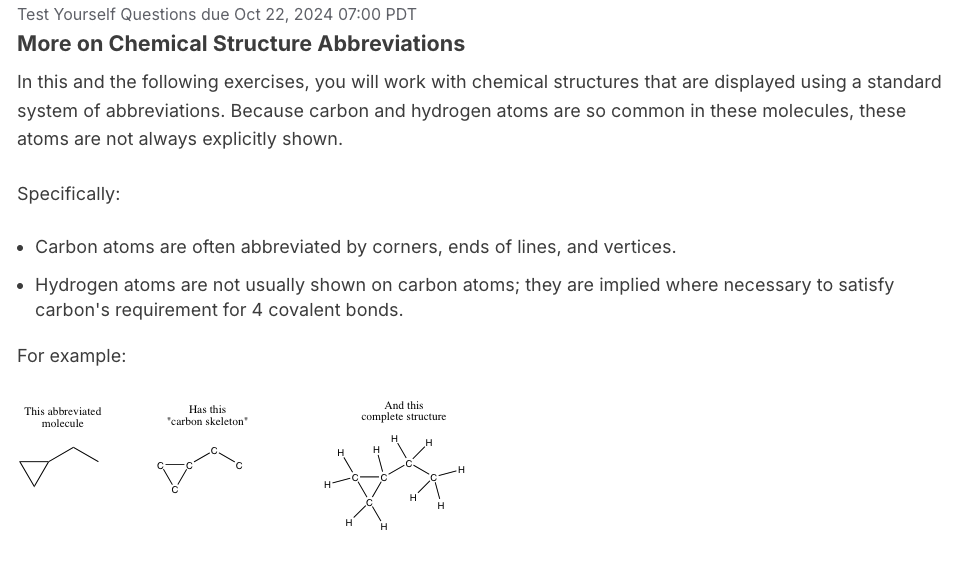 Test Yourself Questions due Oct 22, 2024 07:00 PDT
More on Chemical Structure Abbreviations
In this and the following exercises, you will work with chemical structures that are displayed using a standard
system of abbreviations. Because carbon and hydrogen atoms are so common in these molecules, these
atoms are not always explicitly shown.
Specifically:
• Carbon atoms are often abbreviated by corners, ends of lines, and vertices.
• Hydrogen atoms are not usually shown on carbon atoms; they are implied where necessary to satisfy
carbon's requirement for 4 covalent bonds.
For example:
This abbreviated
molecule
Has this
"carbon skeleton"
C
C C
C
C
And this
complete structure
H H
H H
C H
H C C C
H
C H
H H